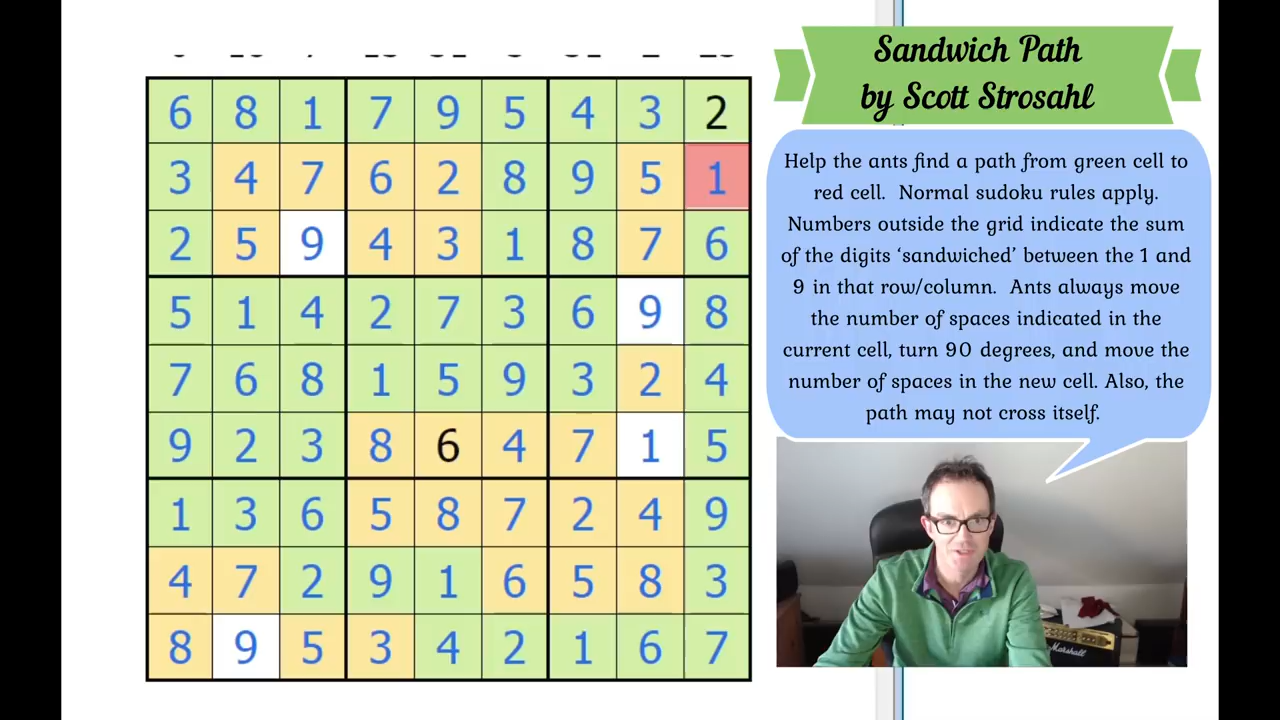 Sandwich Path
by Scott Strosahl
Help the ants find a path from green cell to
red cell. Normal sudoku rules apply.
Numbers outside the grid indicate the sum
of the digits ‘sandwiched’ between the 1 and
9 in that row/column. Ants always move
the number of spaces indicated in the
current cell, turn 90 degrees, and move the
number of spaces in the new cell. Also, the
path may not cross itself.
6 8 1 7 9 5 4 3 2
3 4 7 6 2 8 9 5 1
2 5 9 4 3 1 8 7 6
5 1 4 2 7 3 6 9 8
7 6 8 1 5 9 3 2 4
9 2 3 8 6 4 7 1 5
1 3 6 5 8 7 2 4 9
4 7 2 9 1 6 5 8 3
8 9 5 3 4 2 1 6 7
Marshall